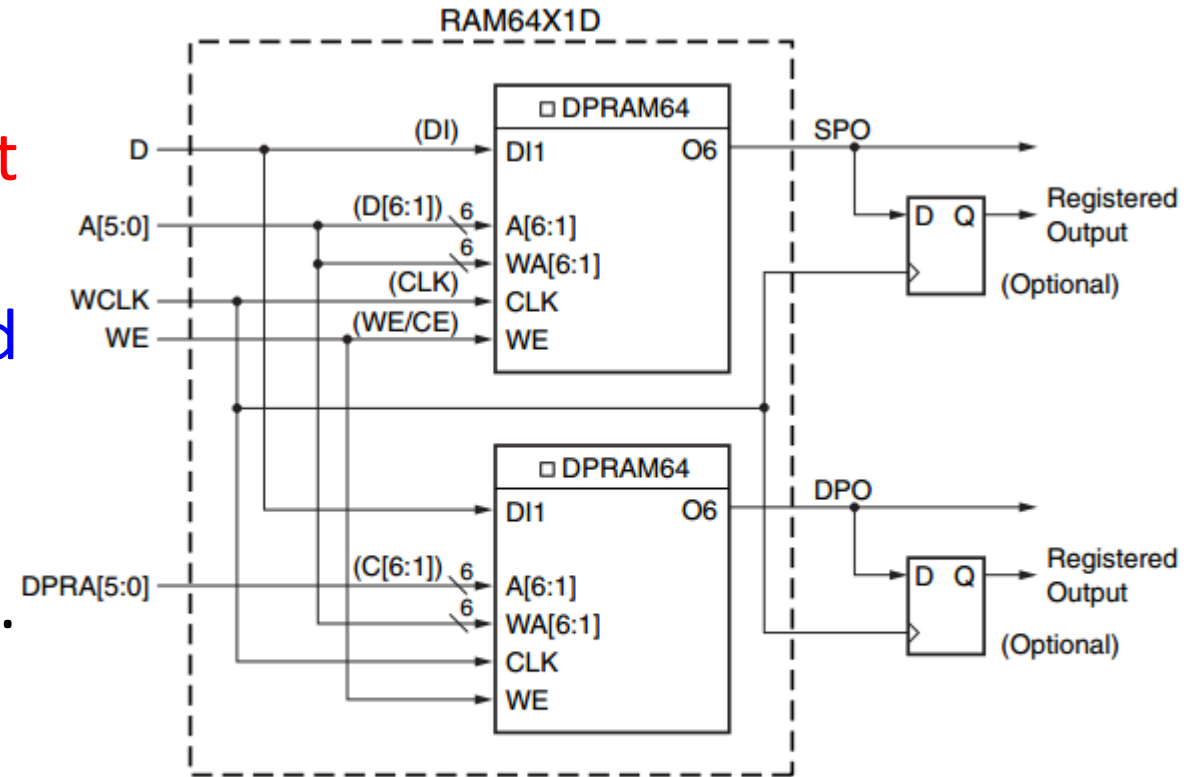 RAM64X1D
t
d
.
D
A[5:0]
WCLK
WE
DPRA[5:0]
(DI)
(D[6:1])
6
6
(CLK)
(WE/CE)
□ DPRAM64
DI1
O6
A[6:1]
WA[6:1]
CLK
WE
SPO
D Q
Registered
Output
(Optional)
(C[6:1])
6
6
□ DPRAM64
DI1
O6
A[6:1]
WA[6:1]
CLK
WE
DPO
D Q
Registered
Output
(Optional)